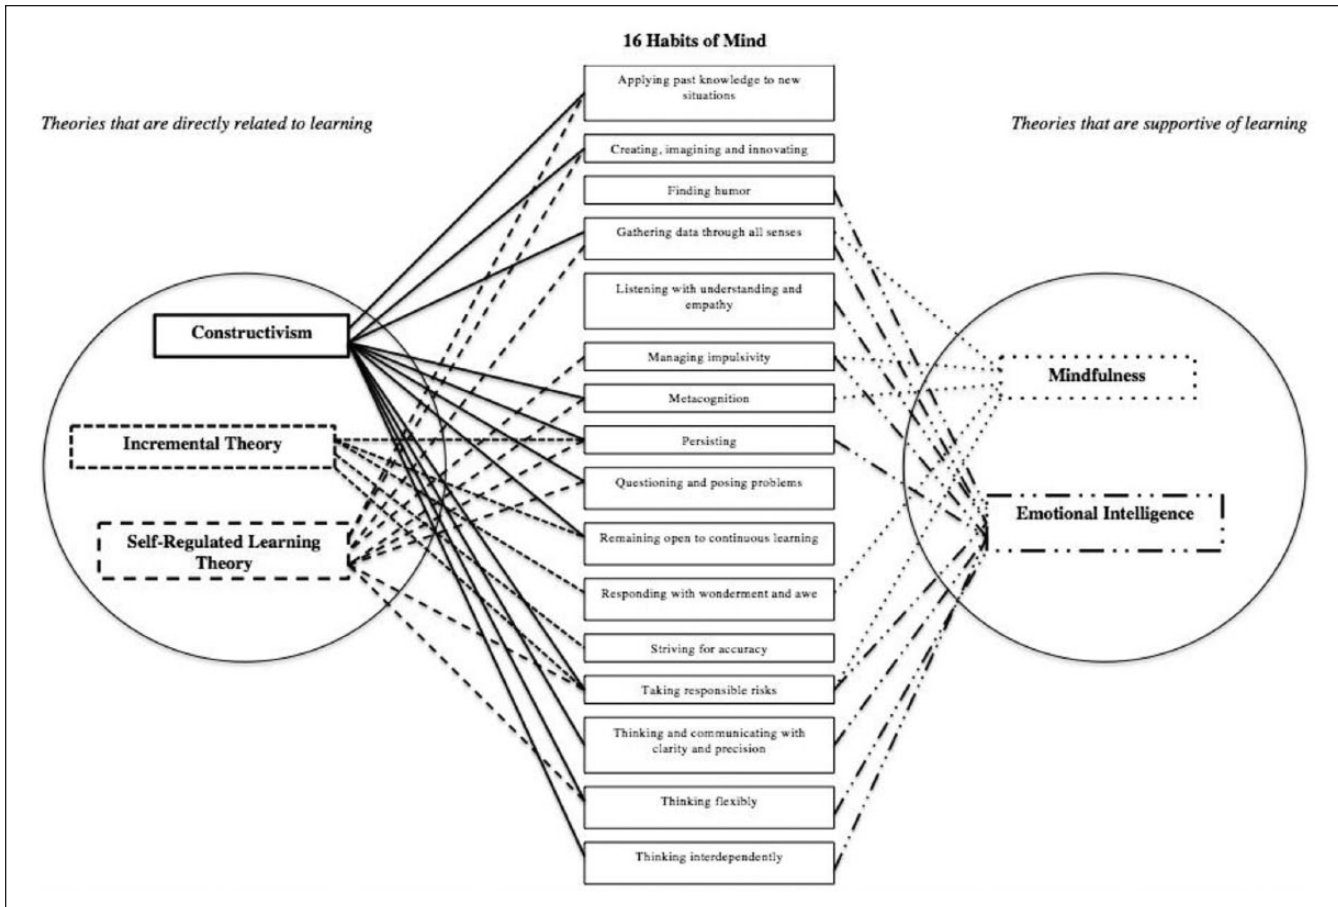 16 Habits of Mind
Theories that are directly related to learning
Theories that are supportive of learning
Applying past knowledge to new
situations
Creating, imagining and innovating
Finding humor
Gathering data through all senses
Listening with understanding and
empathy
Managing impulsivity
Metacognition
Persisting
Questioning and posing problems
Remaining open to continuous learning
Responding with wonderment and awe
Striving for accuracy
Taking responsible risks
Thinking and communicating with
clarity and precision
Thinking flexibly
Thinking interdependently
Constructivism
Incremental Theory
Self-Regulated Learning
Theory
Mindfulness
Emotional Intelligence